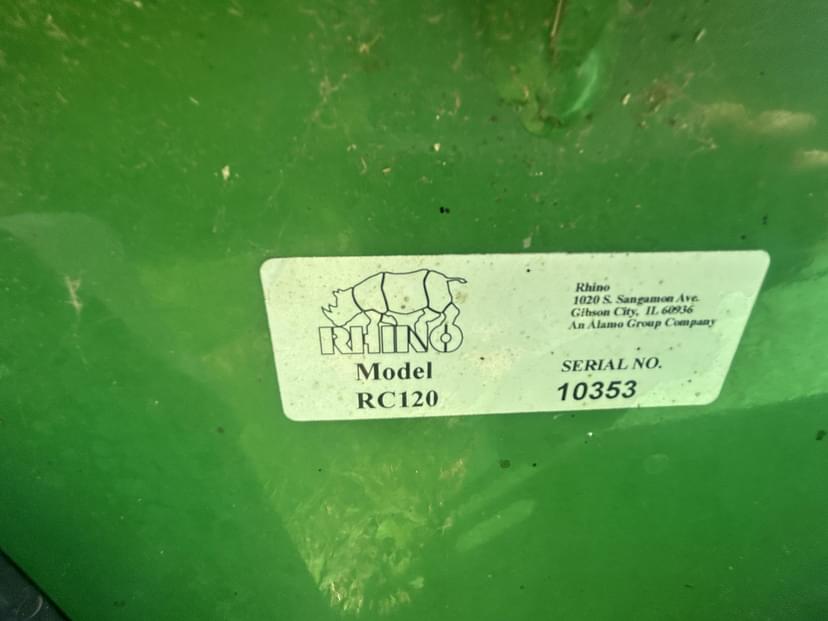 RHINO
Model
RC120
Rhino
1020 S. Sangamon Ave.
Gibson City, IL 60936
An Alamo Group Company
SERIAL NO.
10353